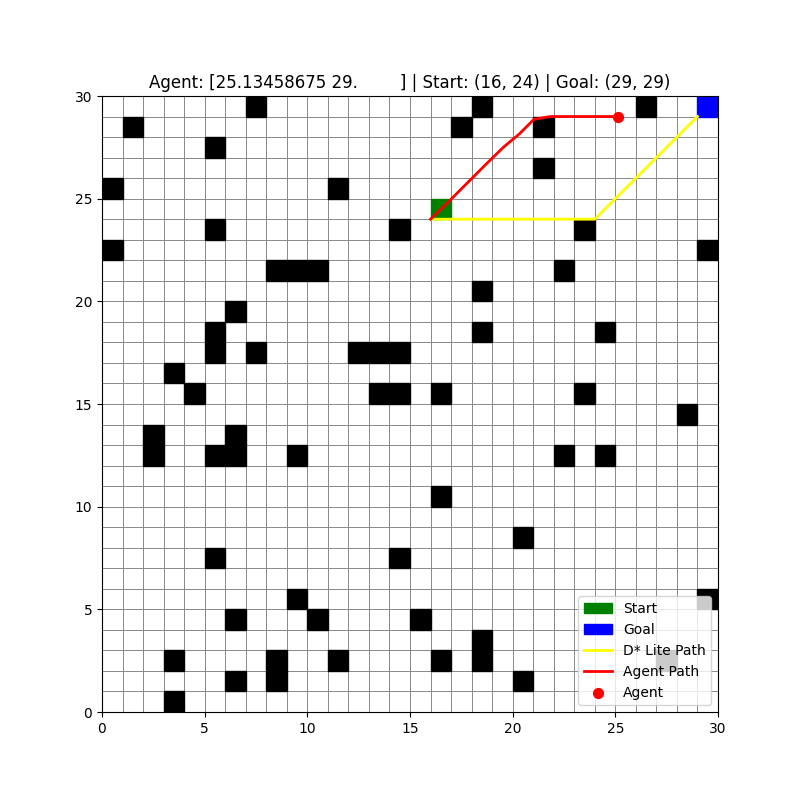 Agent: [25.13458675 29.        ] | Start: (16, 24) | Goal: (29, 29)
30
25
20
15
10
5
0
0 5 10 15 20 25 30
Start
Goal
D* Lite Path
Agent Path
Agent